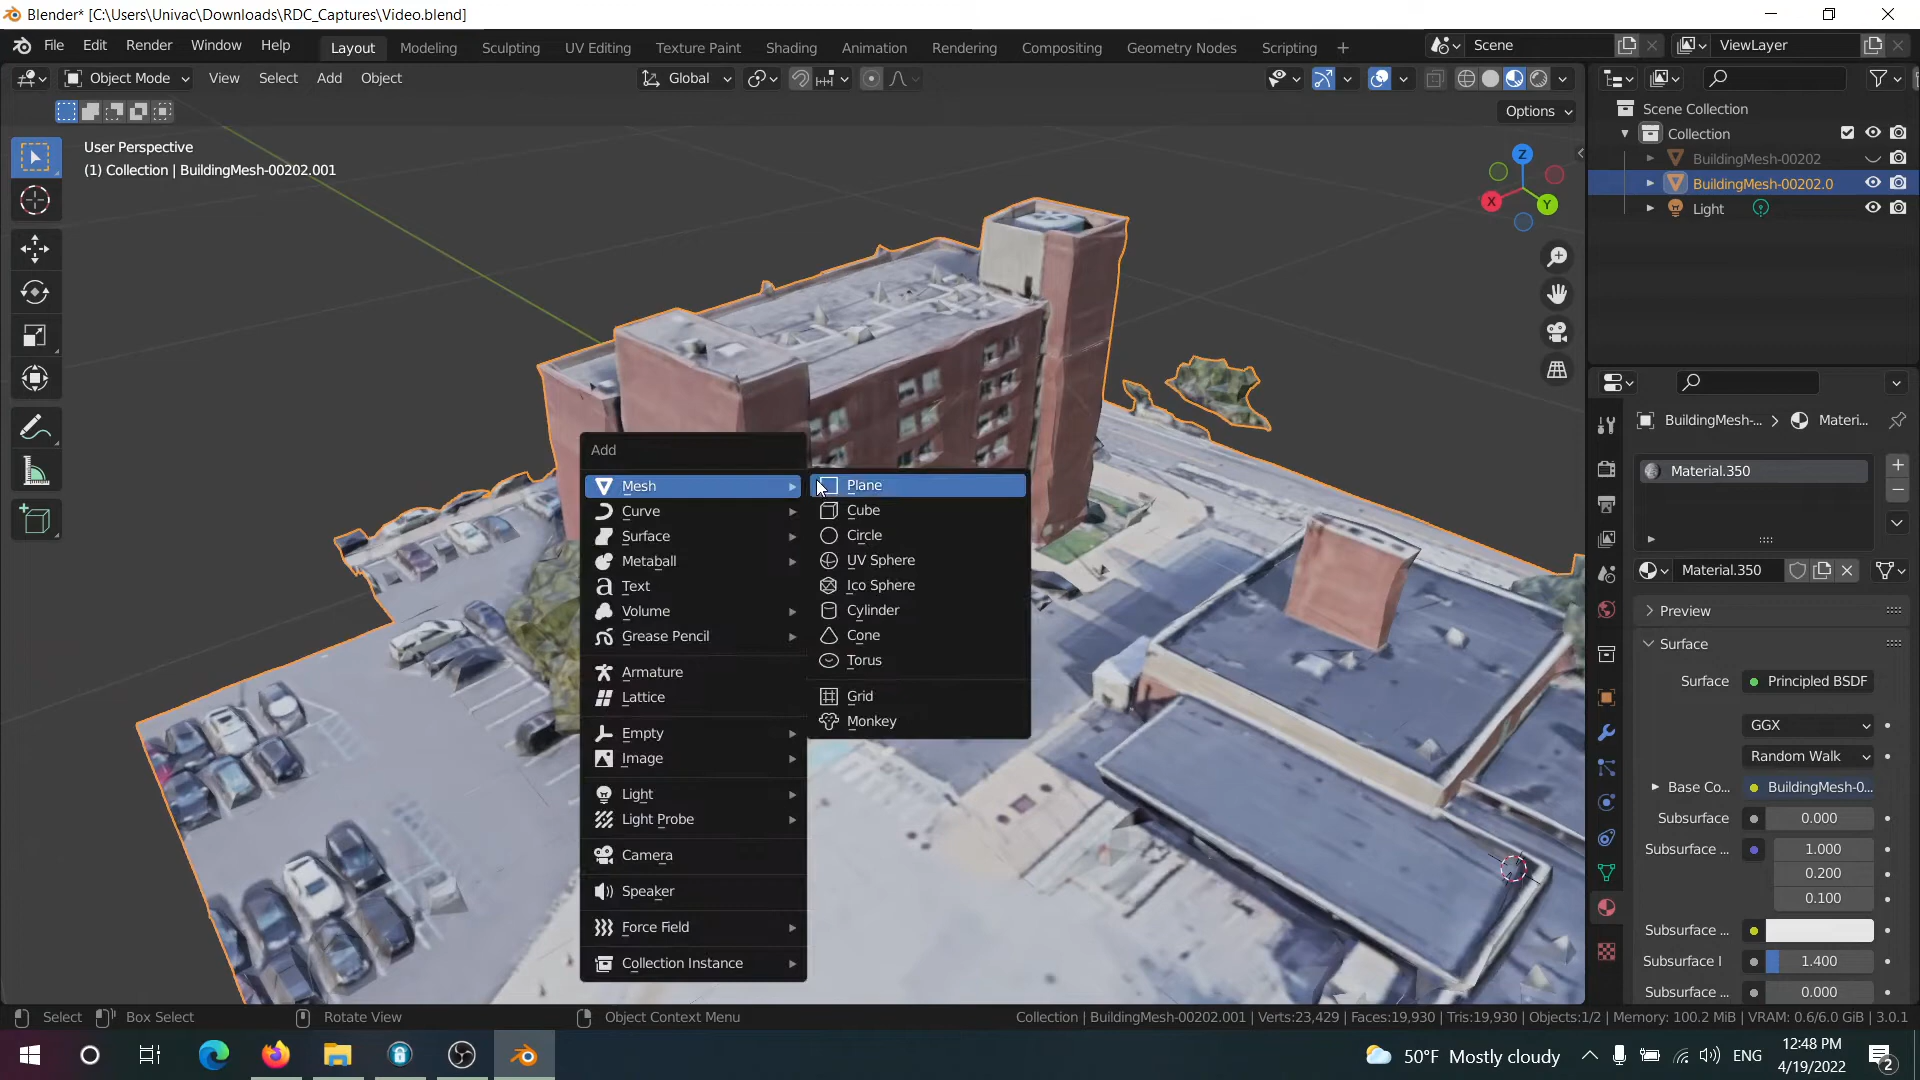 Blender* [C:\Users\Univac\Downloads\RDC_Captures\Video.blend]
File Edit Render Window Help Layout Modeling Sculpting UV Editing Texture Paint Shading Animation Rendering Compositing Geometry Nodes Scripting + Scene ViewLayer
Object Mode View Select Add Object Global
Options
User Perspective
(1) Collection | BuildingMesh-00202.001
Z
X
Y
Scene Collection
Collection
BuildingMesh-00202
BuildingMesh-00202.0
Light
Add
Mesh
Curve
Surface
Metaball
Text
Volume
Grease Pencil
Armature
Lattice
Empty
Image
Light
Light Probe
Camera
Speaker
Force Field
Collection Instance
Plane
Cube
Circle
UV Sphere
Ico Sphere
Cylinder
Cone
Torus
Grid
Monkey
BuildingMesh-... > Materi...
Material.350
Material.350
Preview
Surface
Surface Principled BSDF
GGX
Random Walk
Base Co... BuildingMesh-0...
Subsurface 0.000
Subsurface ... 1.000
0.200
0.100
Subsurface ...
Subsurface I 1.400
Subsurface ... 0.000
Select Box Select Rotate View Object Context Menu Collection | BuildingMesh-00202.001 | Verts:23,429 | Faces:19,930 | Tris:19,930 | Objects:1/2 | Memory: 100.2 MiB | VRAM: 0.6/6.0 GiB | 3.0.1
50°F Mostly cloudy ENG 12:48 PM
4/19/2022
2